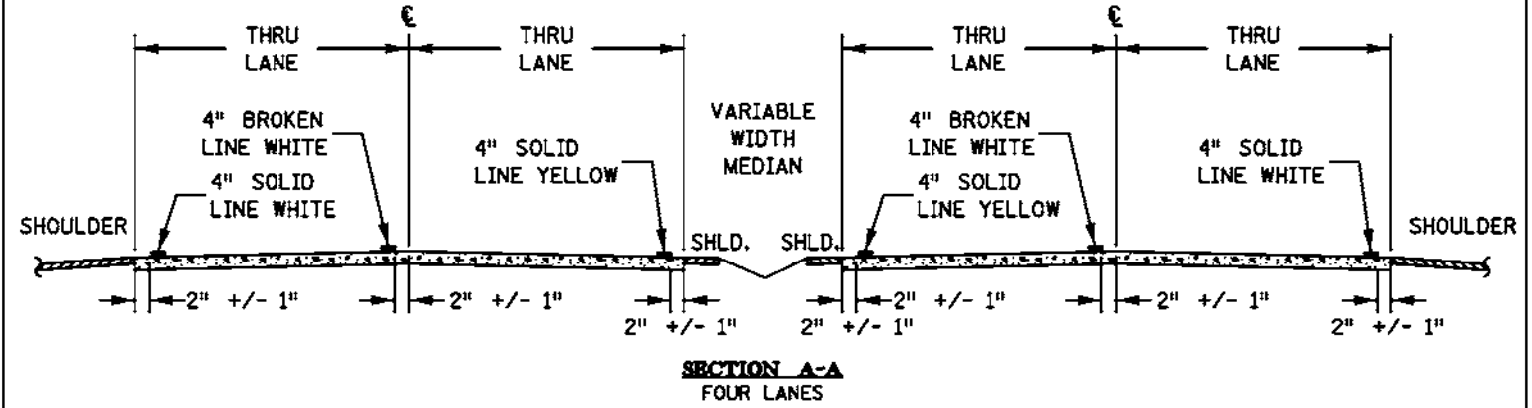 ℄
℄
THRU
LANE
THRU
LANE
THRU
LANE
THRU
LANE
VARIABLE
WIDTH
MEDIAN
4" BROKEN
LINE WHITE
4" SOLID
LINE YELLOW
4" SOLID
LINE WHITE
4" BROKEN
LINE WHITE
4" SOLID
LINE WHITE
4" SOLID
LINE YELLOW
SHOULDER
SHLD.
SHLD.
SHOULDER
2" +/- 1"
2" +/- 1"
2" +/- 1"
2" +/- 1"
2" +/- 1"
2" +/- 1"
2" +/- 1"
2" +/- 1"
SECTION A-A
FOUR LANES